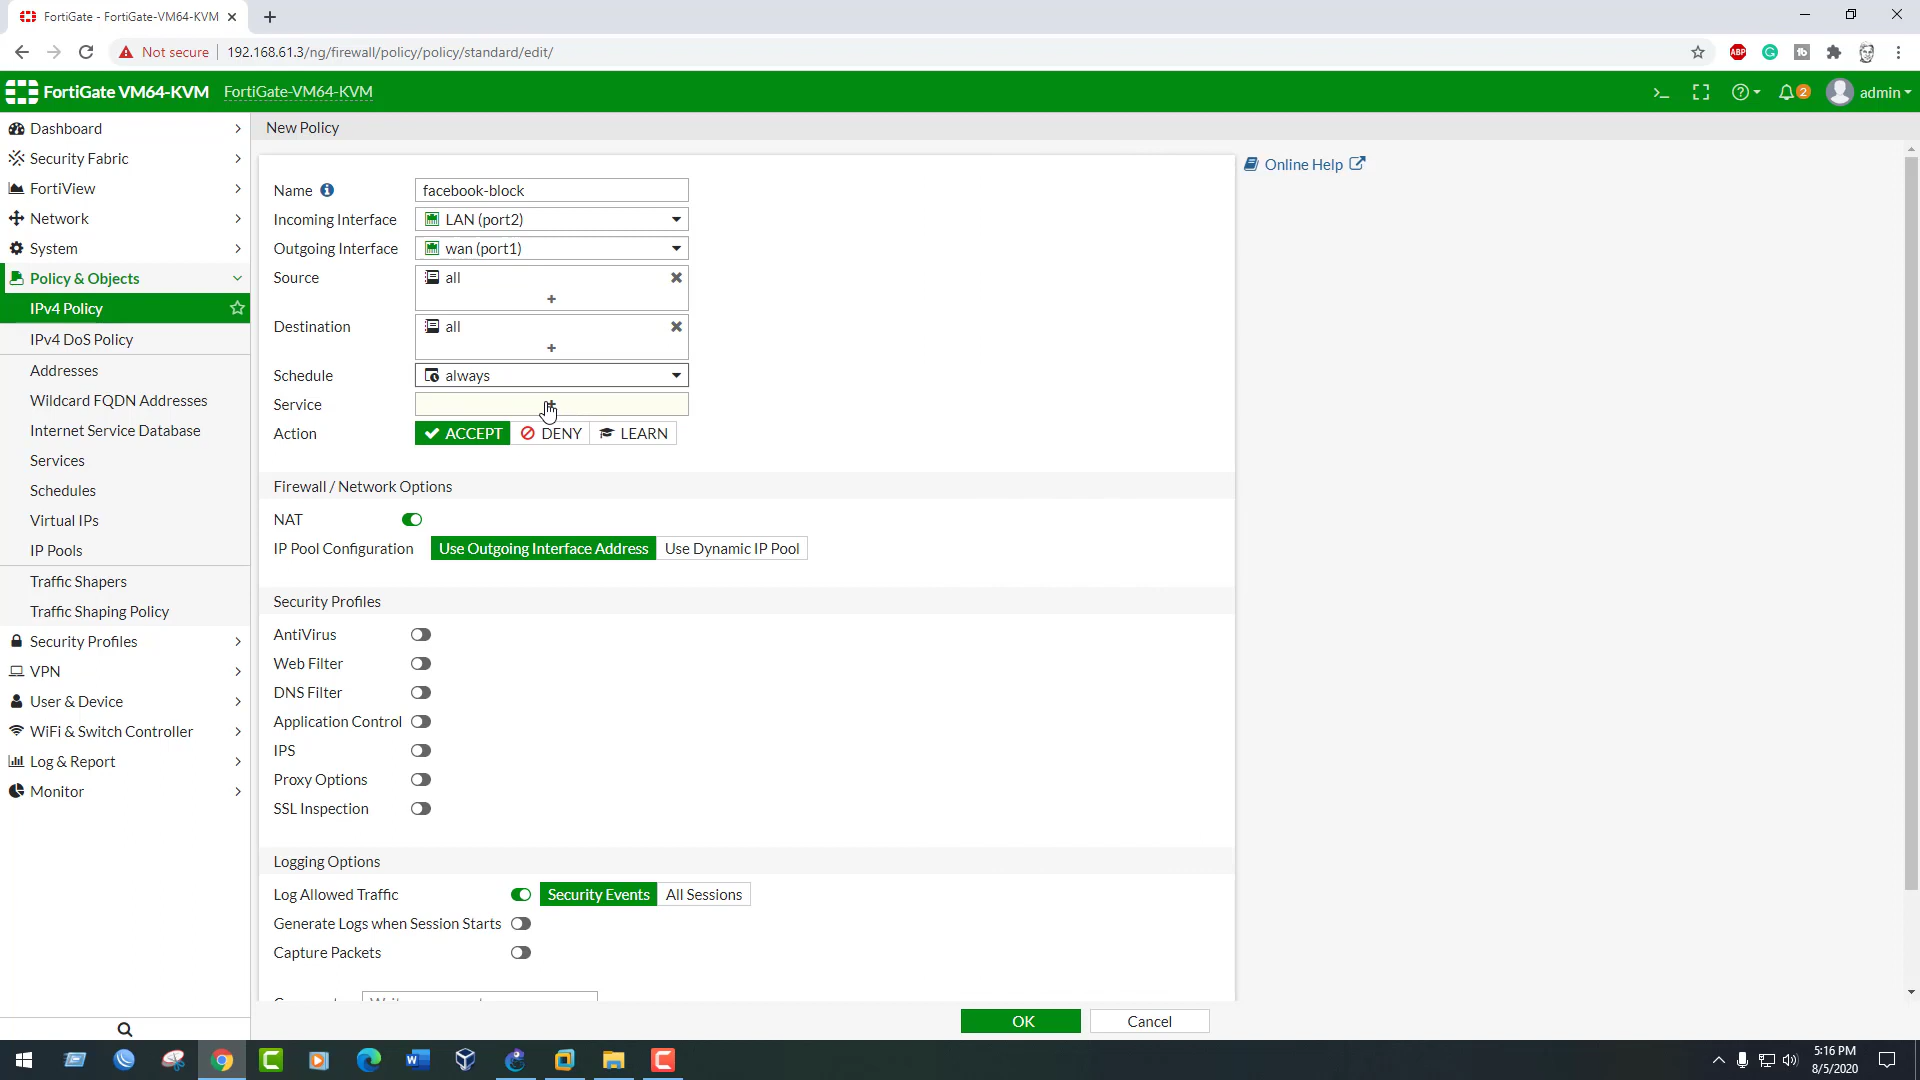 FortiGate - FortiGate-VM64-KVM
Not secure 192.168.61.3/ng/firewall/policy/policy/standard/edit/
ABP
FortiGate VM64-KVM FortiGate-VM64-KVM
2 admin
Dashboard
Security Fabric
FortiView
Network
System
Policy & Objects
IPv4 Policy
IPv4 DoS Policy
Addresses
Wildcard FQDN Addresses
Internet Service Database
Services
Schedules
Virtual IPs
IP Pools
Traffic Shapers
Traffic Shaping Policy
Security Profiles
VPN
User & Device
WiFi & Switch Controller
Log & Report
Monitor
New Policy
Name facebook-block
Incoming Interface LAN (port2)
Outgoing Interface wan (port1)
Source all
Destination all
Schedule always
Service
Action ACCEPT DENY LEARN
Firewall / Network Options
NAT
IP Pool Configuration Use Outgoing Interface Address Use Dynamic IP Pool
Security Profiles
AntiVirus
Web Filter
DNS Filter
Application Control
IPS
Proxy Options
SSL Inspection
Logging Options
Log Allowed Traffic Security Events All Sessions
Generate Logs when Session Starts
Capture Packets
OK Cancel
Online Help
5:16 PM
8/5/2020